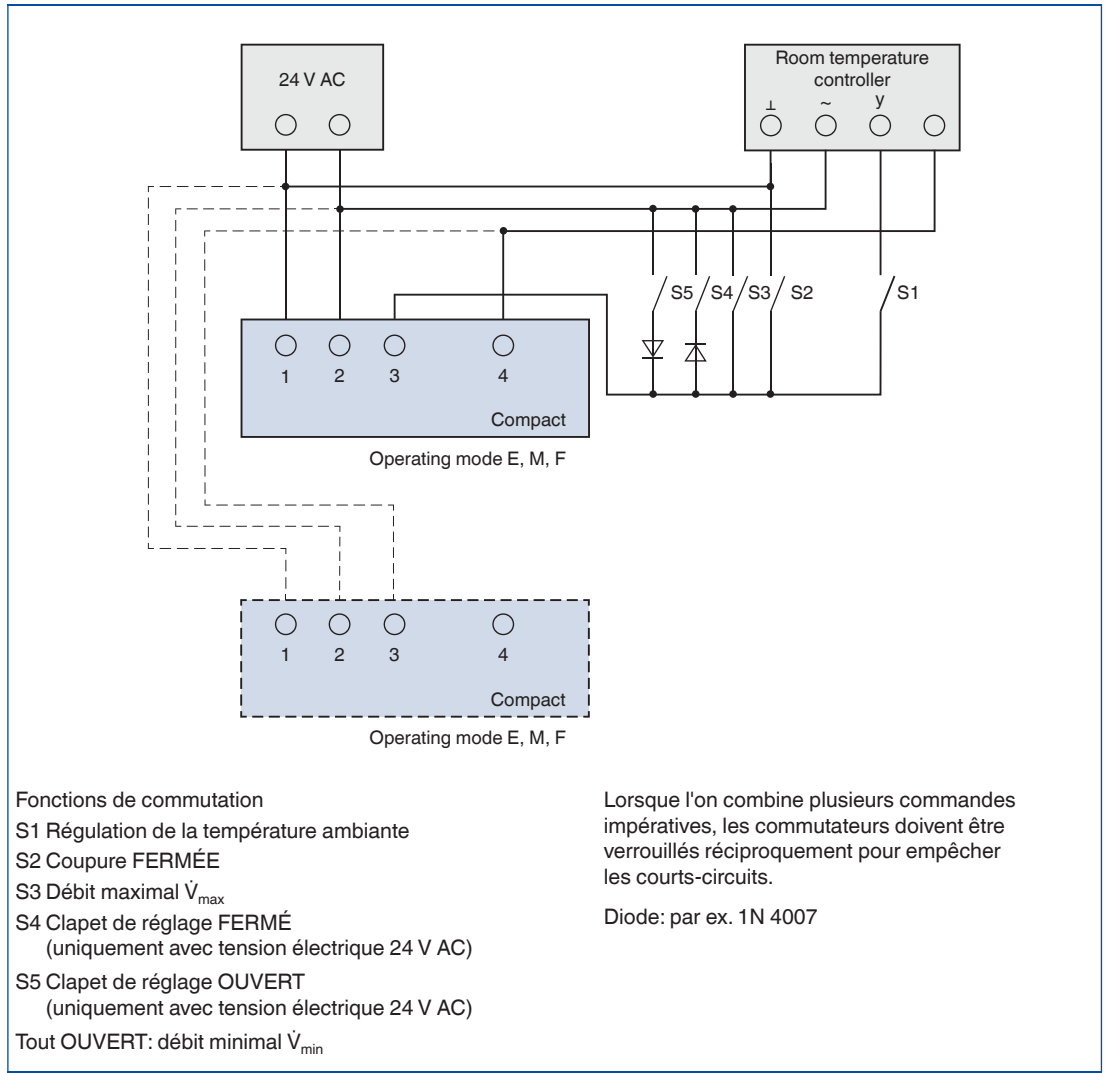 24 V AC
Room temperature
controller
⊥ ~ y
S5 S4 S3 S2 S1
1 2 3 4
Compact
Operating mode E, M, F
1 2 3 4
Compact
Operating mode E, M, F
Fonctions de commutation
S1 Régulation de la température ambiante
S2 Coupure FERMÉE
S3 Débit maximal V̇max
S4 Clapet de réglage FERMÉ
(uniquement avec tension électrique 24 V AC)
S5 Clapet de réglage OUVERT
(uniquement avec tension électrique 24 V AC)
Tout OUVERT: débit minimal V̇min
Lorsque l'on combine plusieurs commandes
impératives, les commutateurs doivent être
verrouillés réciproquement pour empêcher
les courts-circuits.
Diode: par ex. 1N 4007